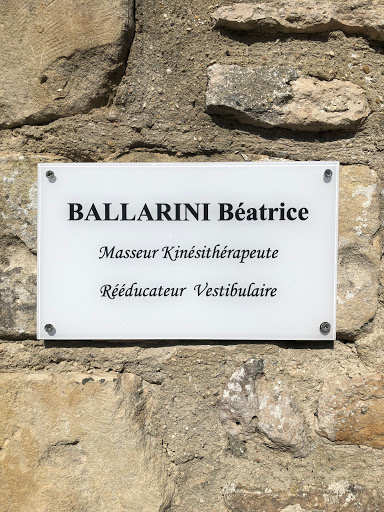 BALLARINI Béatrice
Masseur Kinésithérapeute
Rééducateur Vestibulaire